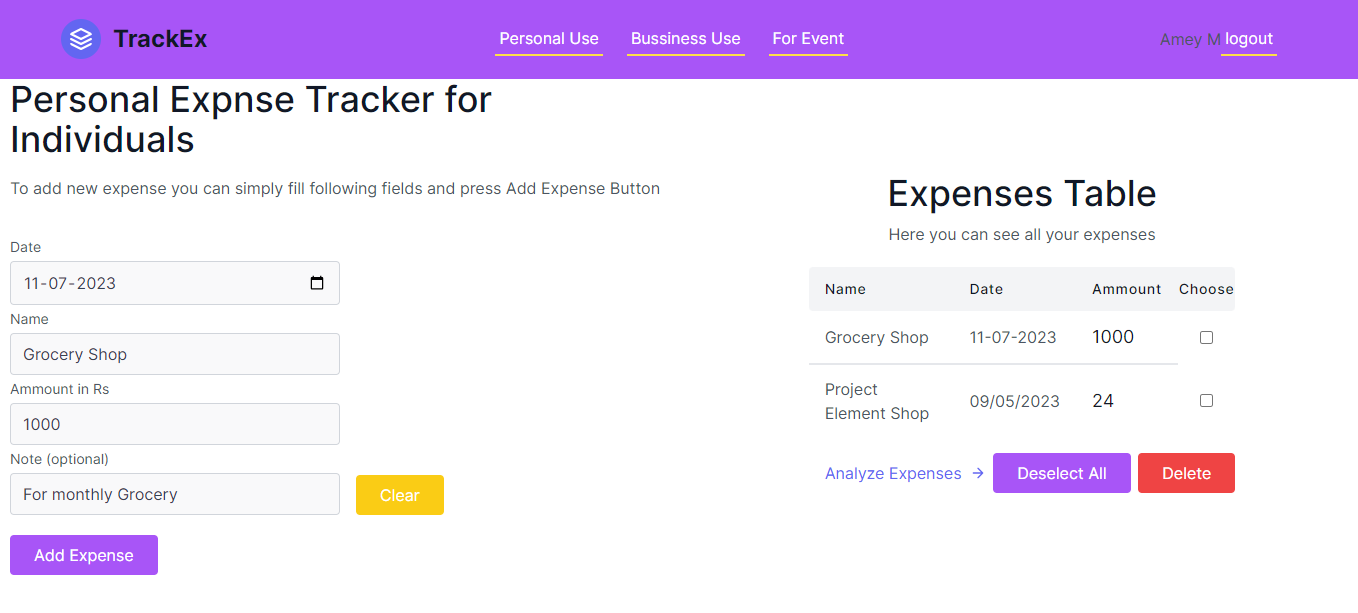 TrackEx
Personal Use
Bussiness Use
For Event
Amey M logout
Personal Expnse Tracker for
Individuals
To add new expense you can simply fill following fields and press Add Expense Button
Date
11-07-2023
Name
Grocery Shop
Ammount in Rs
1000
Note (optional)
For monthly Grocery
Clear
Add Expense
Expenses Table
Here you can see all your expenses
Name Date Ammount Choose
Grocery Shop 11-07-2023 1000
Project
Element Shop 09/05/2023 24
Analyze Expenses → Deselect All Delete